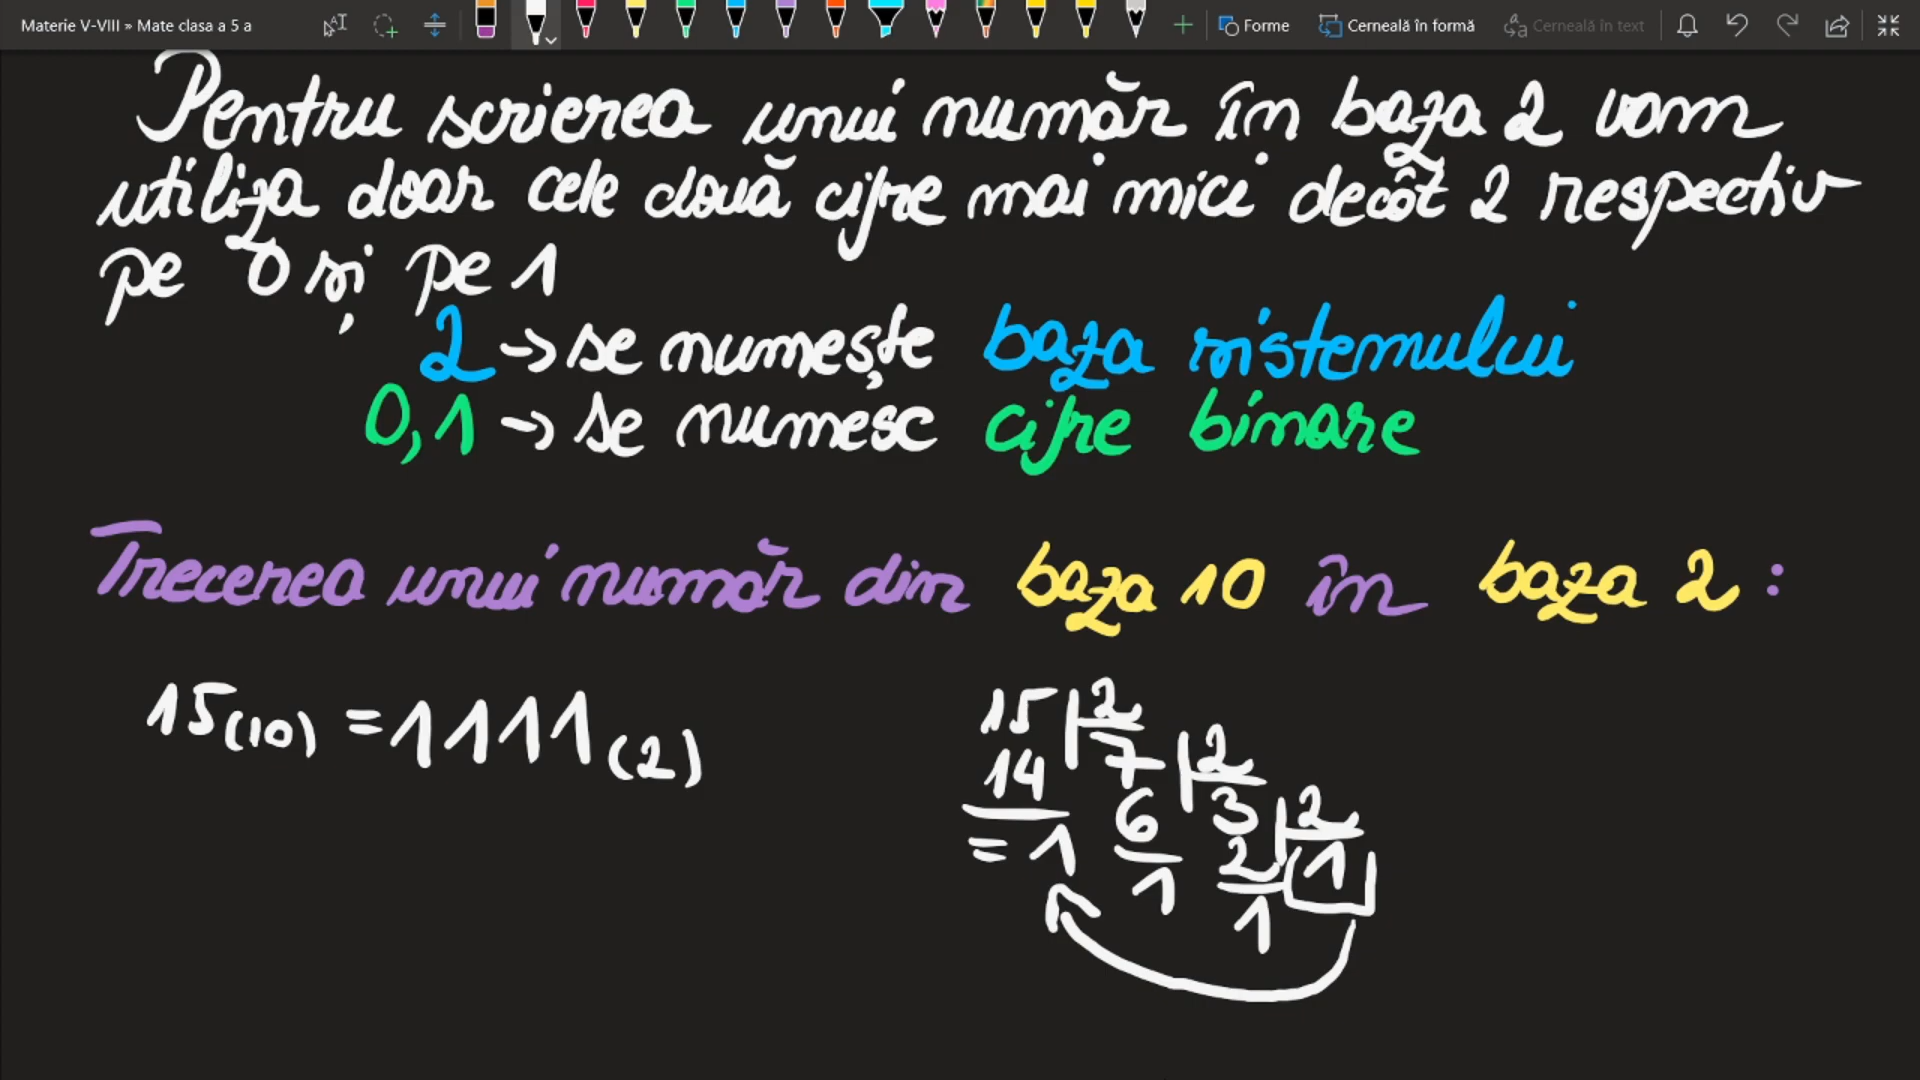 Materie V-VIII » Mate clasa a 5 a
Forme
Cerneală în formă
Cerneală în text
Pentru scrierea unui număr în baza 2 vom
utiliza doar cele două cifre mai mici decât 2 respectiv
pe 0 și pe 1
2 -> se numește baza sistemului
0,1 -> se numesc cifre binare
Trecerea unui număr din baza 10 în baza 2 :
15(10) = 1111(2)
15 | 2
14 7 | 2
= 1 6 3 | 2
1 2 1
1